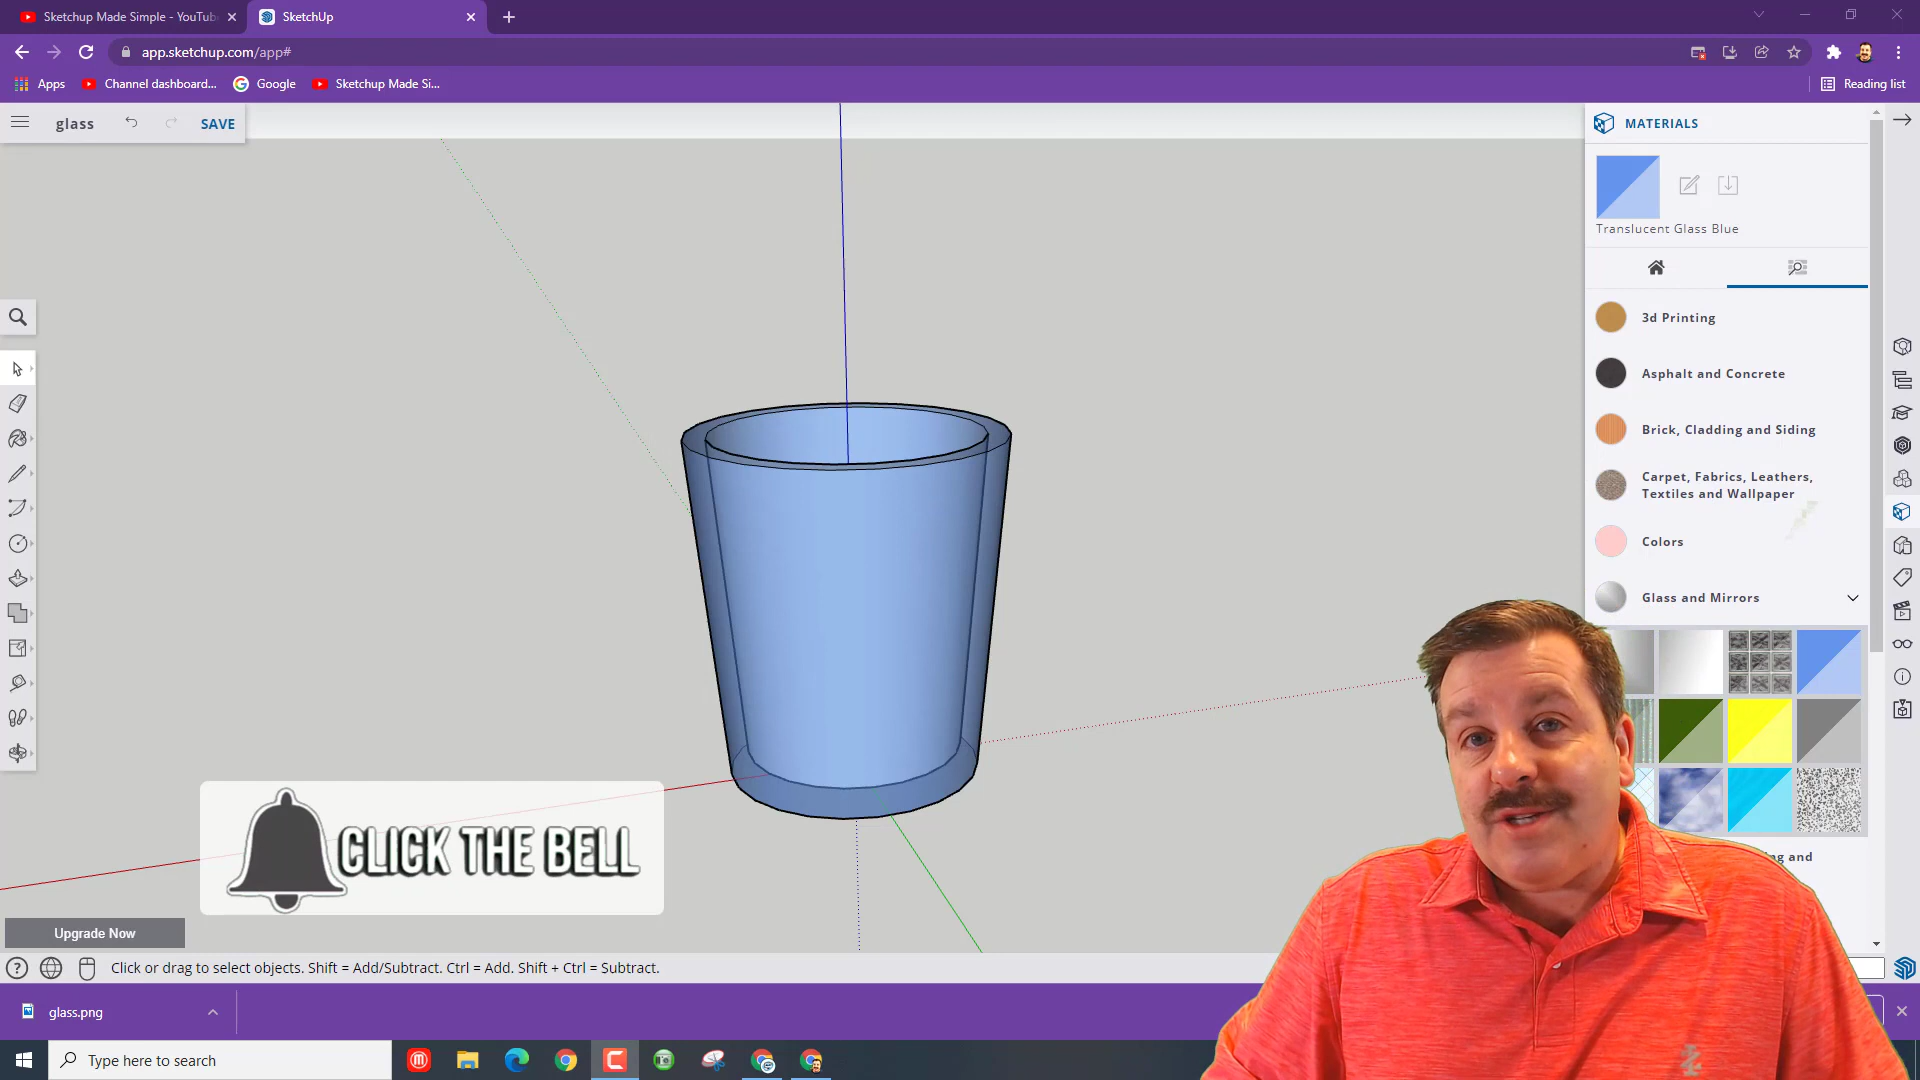 Sketchup Made Simple - YouTub
SketchUp
app.sketchup.com/app#
Apps
Channel dashboard...
Google
Sketchup Made Si...
Reading list
glass
SAVE
MATERIALS
Translucent Glass Blue
3d Printing
Asphalt and Concrete
Brick, Cladding and Siding
Carpet, Fabrics, Leathers,
Textiles and Wallpaper
Colors
Glass and Mirrors
CLICK THE BELL
Upgrade Now
Click or drag to select objects. Shift = Add/Subtract. Ctrl = Add. Shift + Ctrl = Subtract.
glass.png
Type here to search